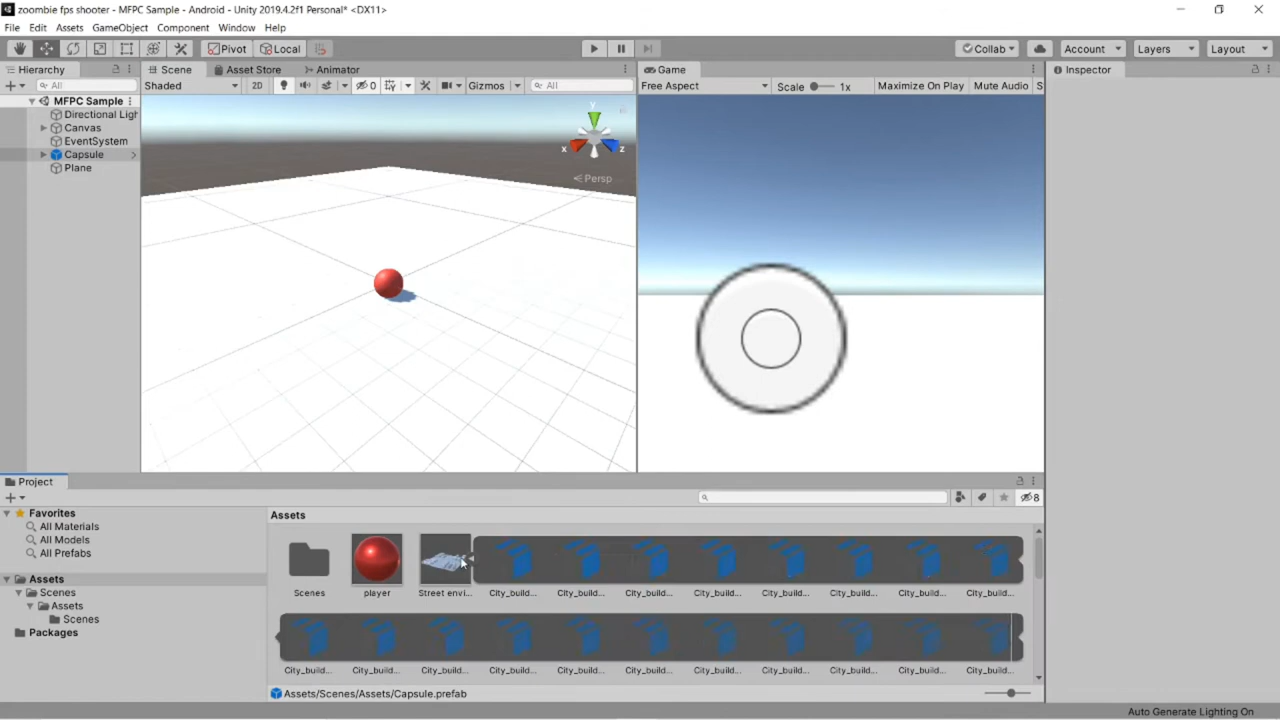 zoombie fps shooter - MFPC Sample - Android - Unity 2019.4.2f1 Personal* <DX11>
File Edit Assets GameObject Component Window Help
Pivot Local Collab Account Layers Layout
Hierarchy Scene Asset Store Animator Game Inspector
All Shaded 2D 0 Gizmos All Free Aspect Scale 1x Maximize On Play Mute Audio S
MFPC Sample
Directional Ligh
Canvas
EventSystem
Capsule
Plane
y
x z
Persp
Project
8
Favorites
All Materials
All Models
All Prefabs
Assets
Scenes
Assets
Scenes
Packages
Assets
Scenes player Street envi... City_build... City_build... City_build... City_build... City_build... City_build... City_build... City_build...
City_build... City_build... City_build... City_build... City_build... City_build... City_build... City_build... City_build... City_build... City_build...
Assets/Scenes/Assets/Capsule.prefab
Auto Generate Lighting On